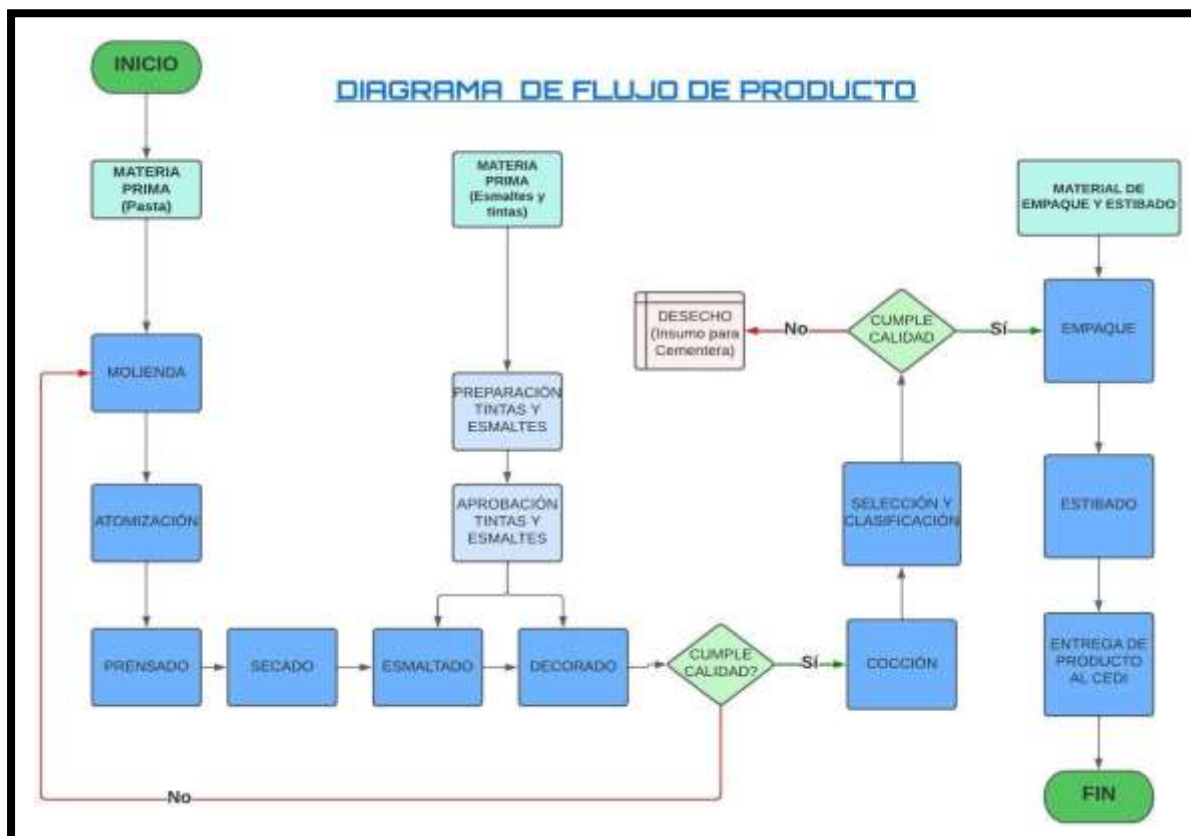 INICIO
DIAGRAMA DE FLUJO DE PRODUCTO
MATERIA
PRIMA
(Pasta)
MATERIA
PRIMA
(Esmaltes y
tintas)
MATERIAL DE
EMPAQUE Y ESTIBADO
DESECHO
(Insumo para
Cementera)
No
CUMPLE
CALIDAD
Sí
EMPAQUE
MOLIENDA
PREPARACIÓN
TINTAS Y
ESMALTES
ATOMIZACIÓN
APROBACIÓN
TINTAS Y
ESMALTES
SELECCIÓN Y
CLASIFICACIÓN
ESTIBADO
PRENSADO
SECADO
ESMALTADO
DECORADO
CUMPLE
CALIDAD?
Sí
COCCIÓN
ENTREGA DE
PRODUCTO
AL CEDI
No
FIN